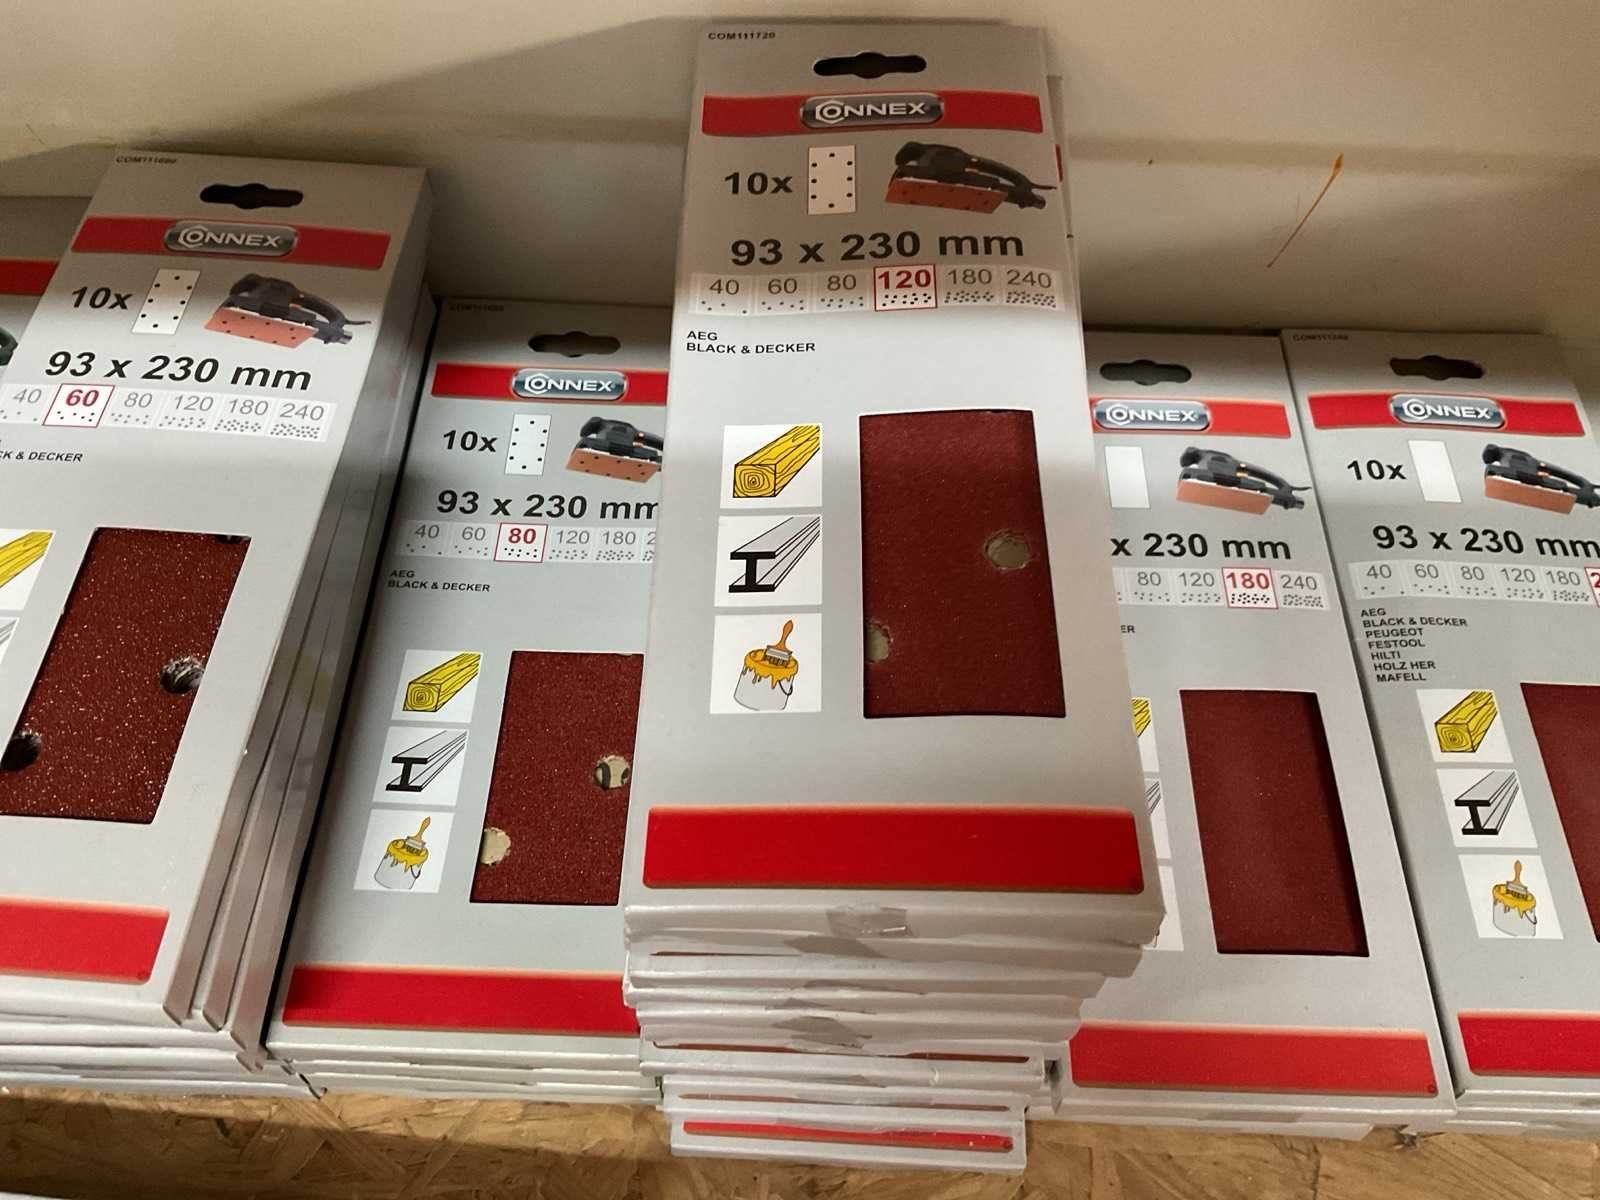 COM111660
CONNEX
10x
93 x 230 mm
40 60 80 120 180 240
CK & DECKER
CONNEX
10x
93 x 230 mm
40 60 80 120 180
AEG
BLACK & DECKER
COM111720
CONNEX
10x
93 x 230 mm
40 60 80 120 180 240
AEG
BLACK & DECKER
CONNEX
x 230 mm
80 120 180 240
ER
CONNEX
10x
93 x 230 mm
40 60 80 120 180 2
AEG
BLACK & DECKER
PEUGEOT
FESTOOL
HILTI
HOLZ HER
MAFELL